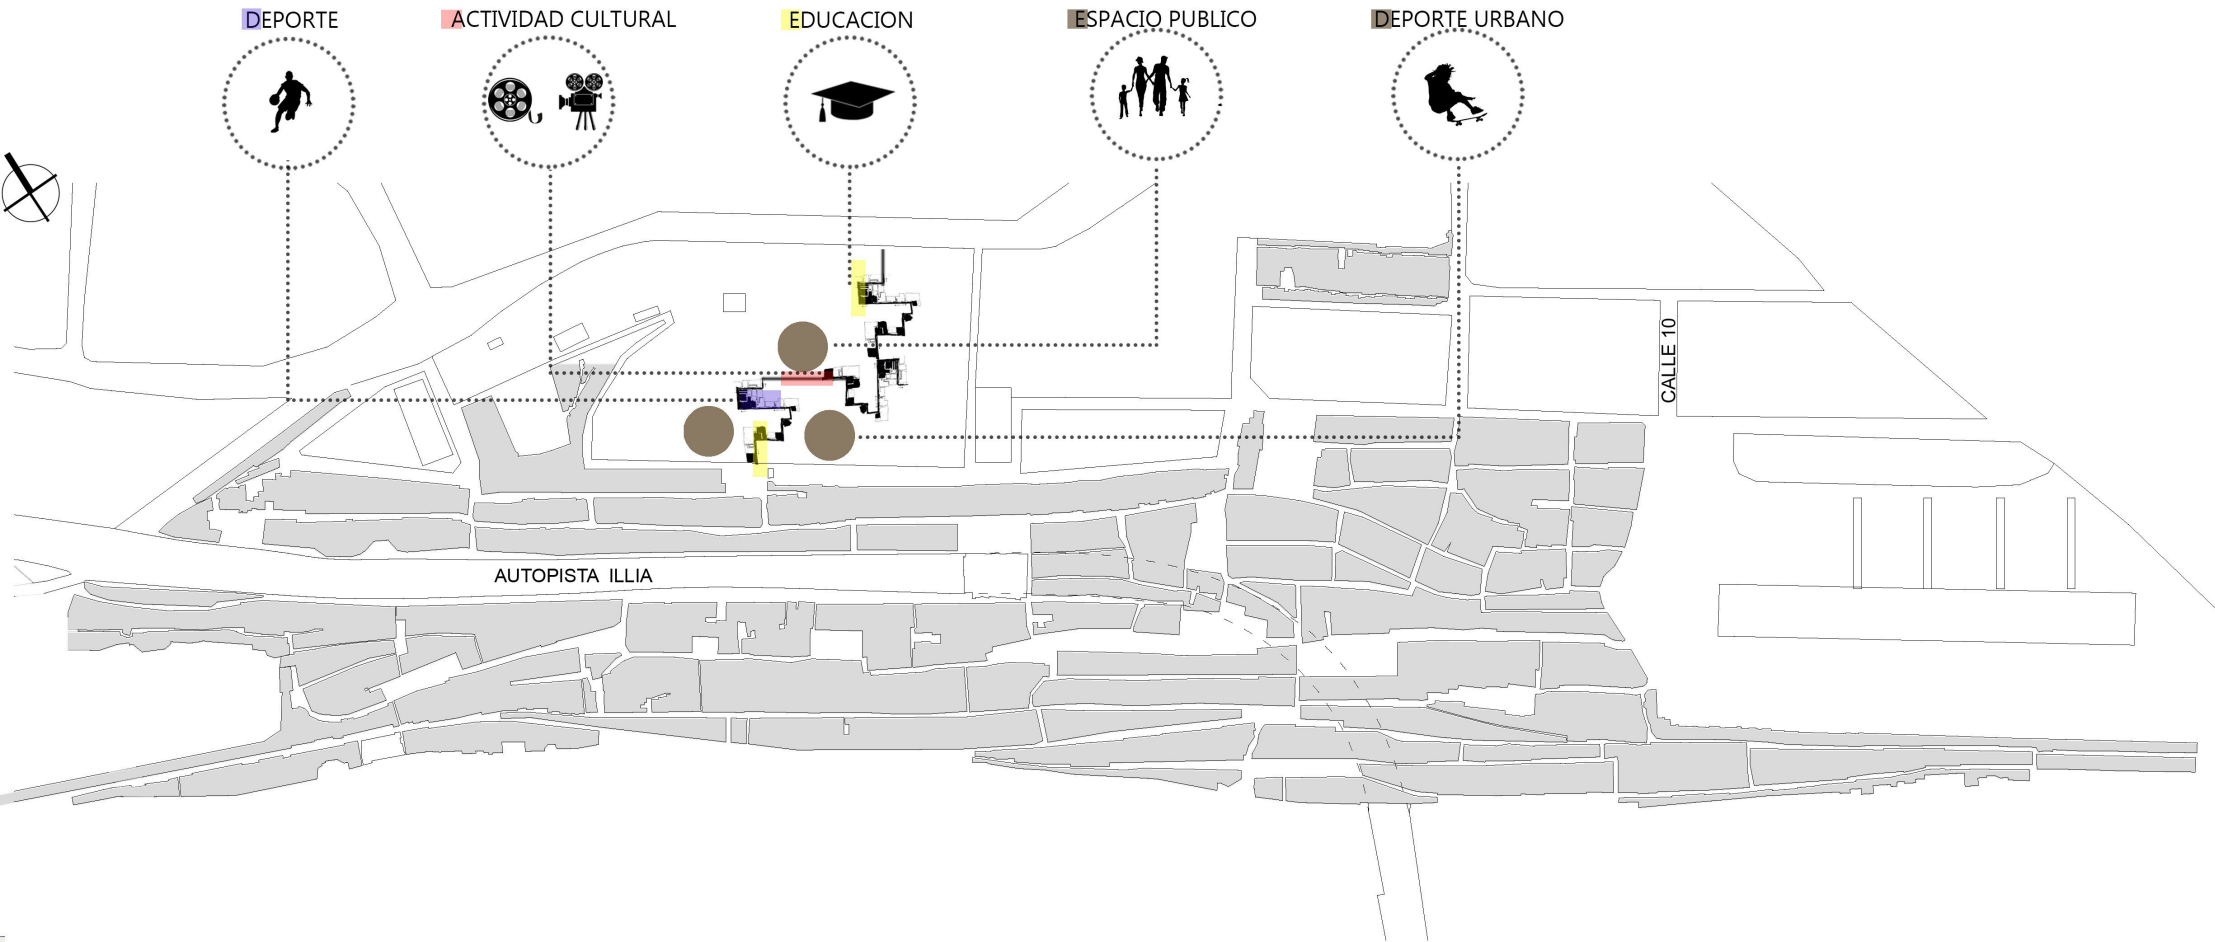 DEPORTE
ACTIVIDAD CULTURAL
EDUCACION
ESPACIO PUBLICO
DEPORTE URBANO
CALLE 10
AUTOPISTA ILLIA